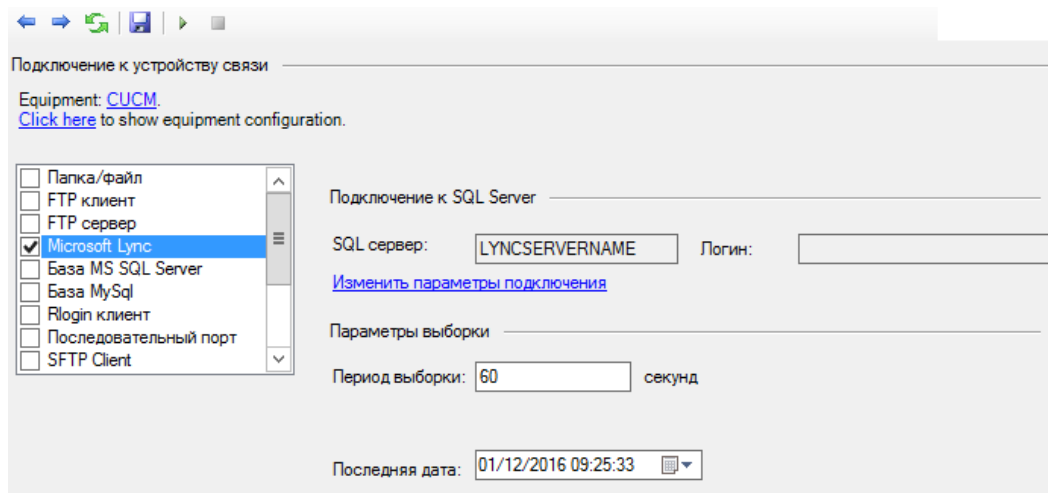 Подключение к устройству связи
Equipment: CUCM.
Click here to show equipment configuration.
Папка/файл
FTP клиент
FTP сервер
Microsoft Lync
База MS SQL Server
База MySql
Rlogin клиент
Последовательный порт
SFTP Client
Подключение к SQL Server
SQL сервер: LYNCSERVERNAME Логин:
Изменить параметры подключения
Параметры выборки
Период выборки: 60 секунд
Последняя дата: 01/12/2016 09:25:33